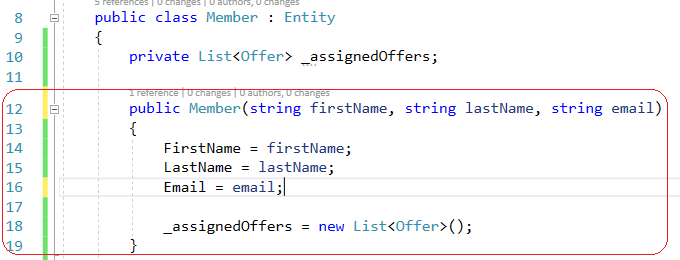 5 references | 0 changes | 0 authors, 0 changes
8 public class Member : Entity
9 {
10 private List<Offer> _assignedOffers;
11
1 reference | 0 changes | 0 authors, 0 changes
12 public Member(string firstName, string lastName, string email)
13 {
14 FirstName = firstName;
15 LastName = lastName;
16 Email = email;
17
18 _assignedOffers = new List<Offer>();
19 }